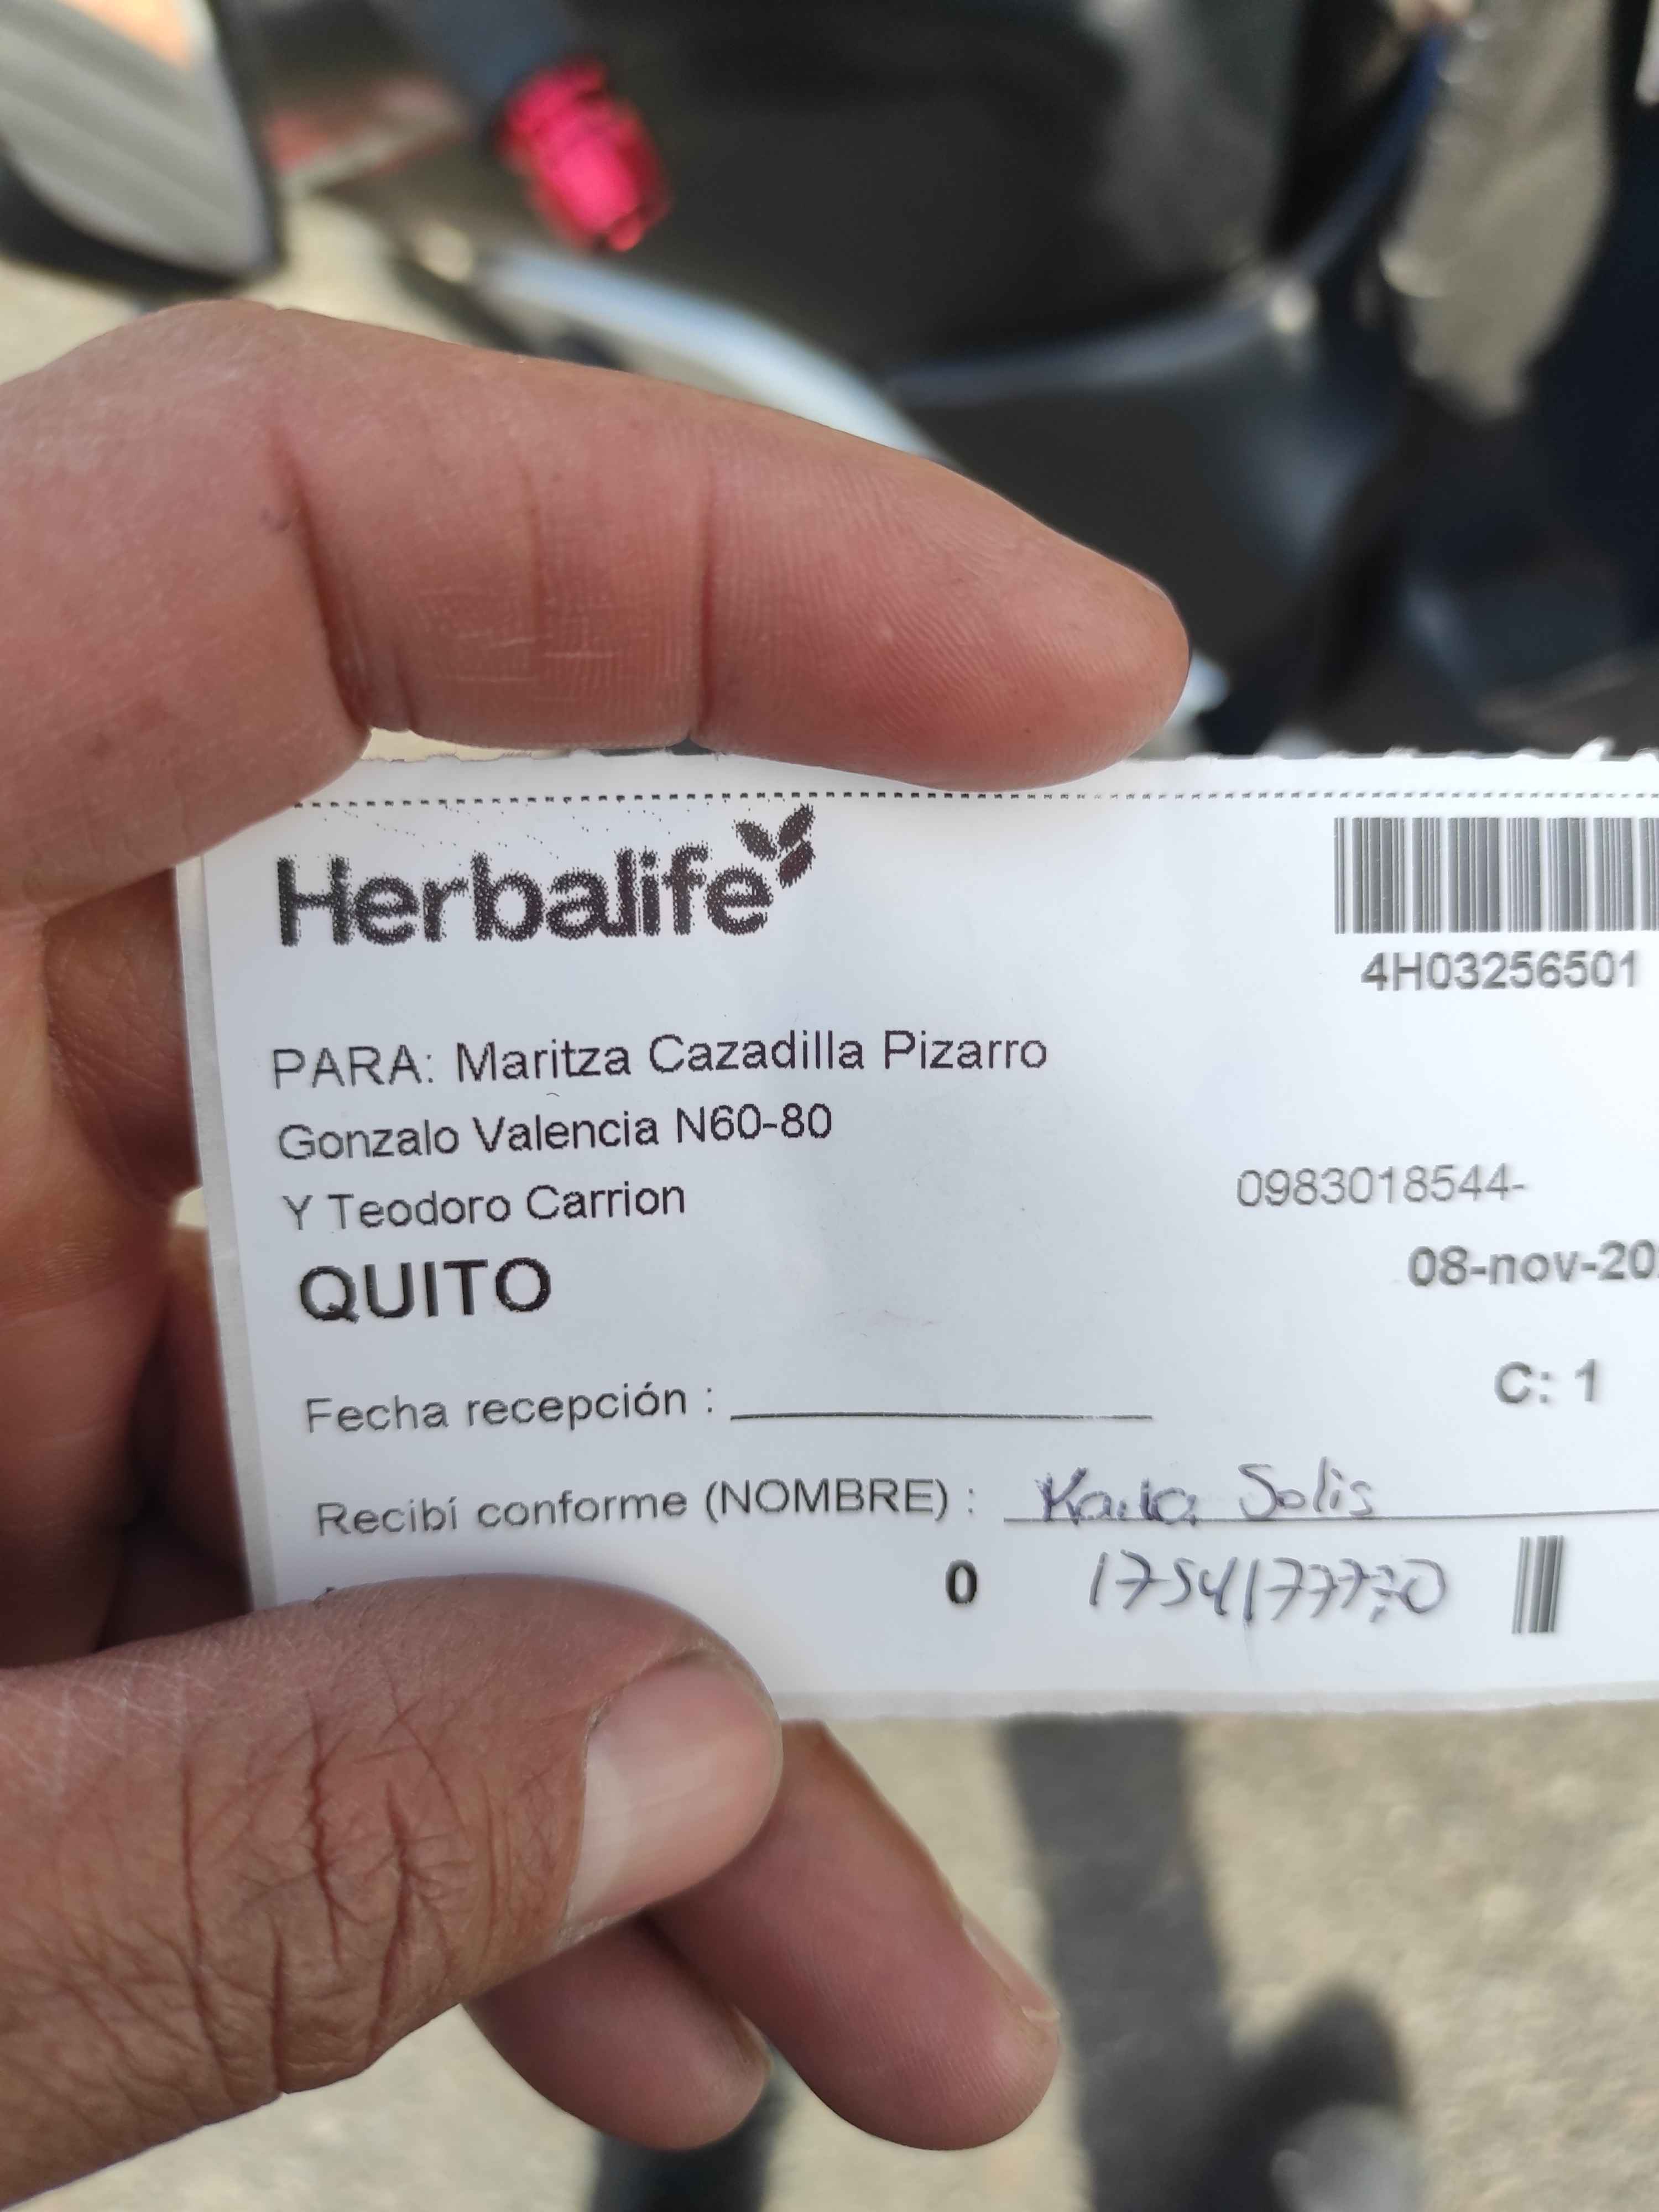 Herbalife
4H03256501
PARA: Maritza Cazadilla Pizarro
Gonzalo Valencia N60-80
Y Teodoro Carrion
0983018544-
QUITO
08-nov-20
C: 1
Fecha recepción :
Recibí conforme (NOMBRE) : Karla Solis
0